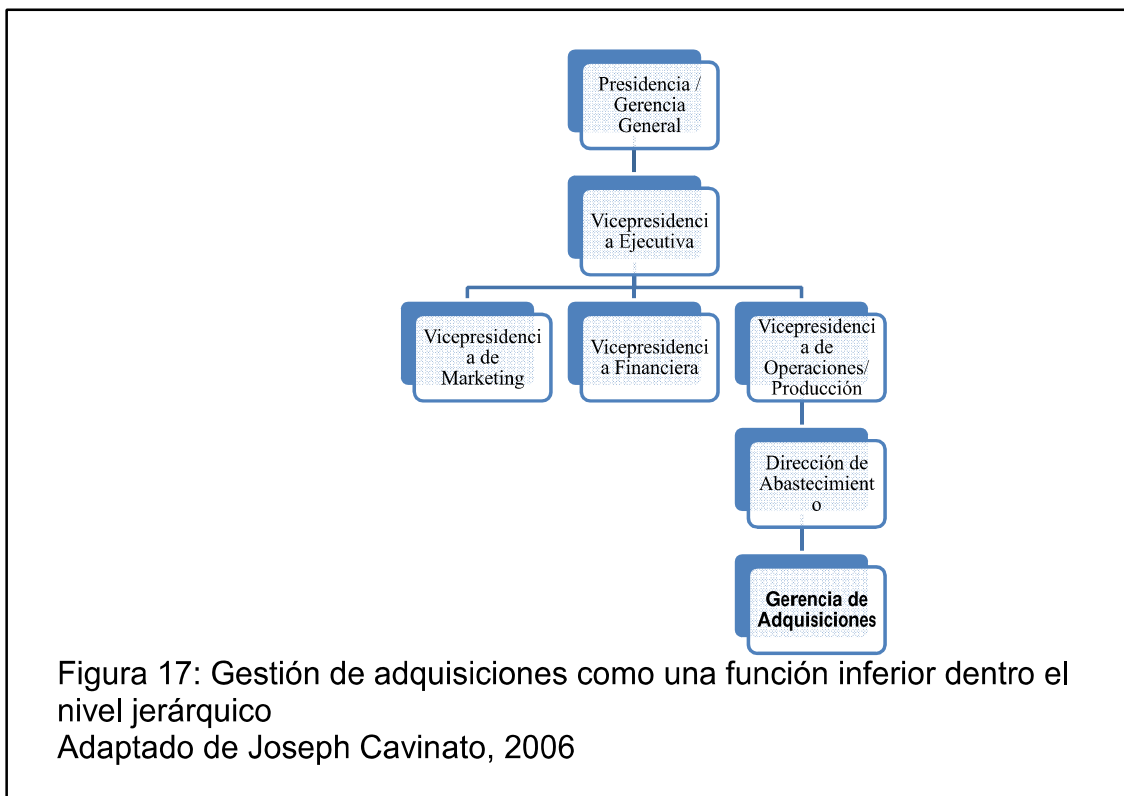 Presidencia /
Gerencia
General
Vicepresidenci
a Ejecutiva
Vicepresidenci
a de
Marketing
Vicepresidenci
a Financiera
Vicepresidenci
a de
Operaciones/
Producción
Dirección de
Abastecimient
o
Gerencia de
Adquisiciones
Figura 17: Gestión de adquisiciones como una función inferior dentro el
nivel jerárquico
Adaptado de Joseph Cavinato, 2006